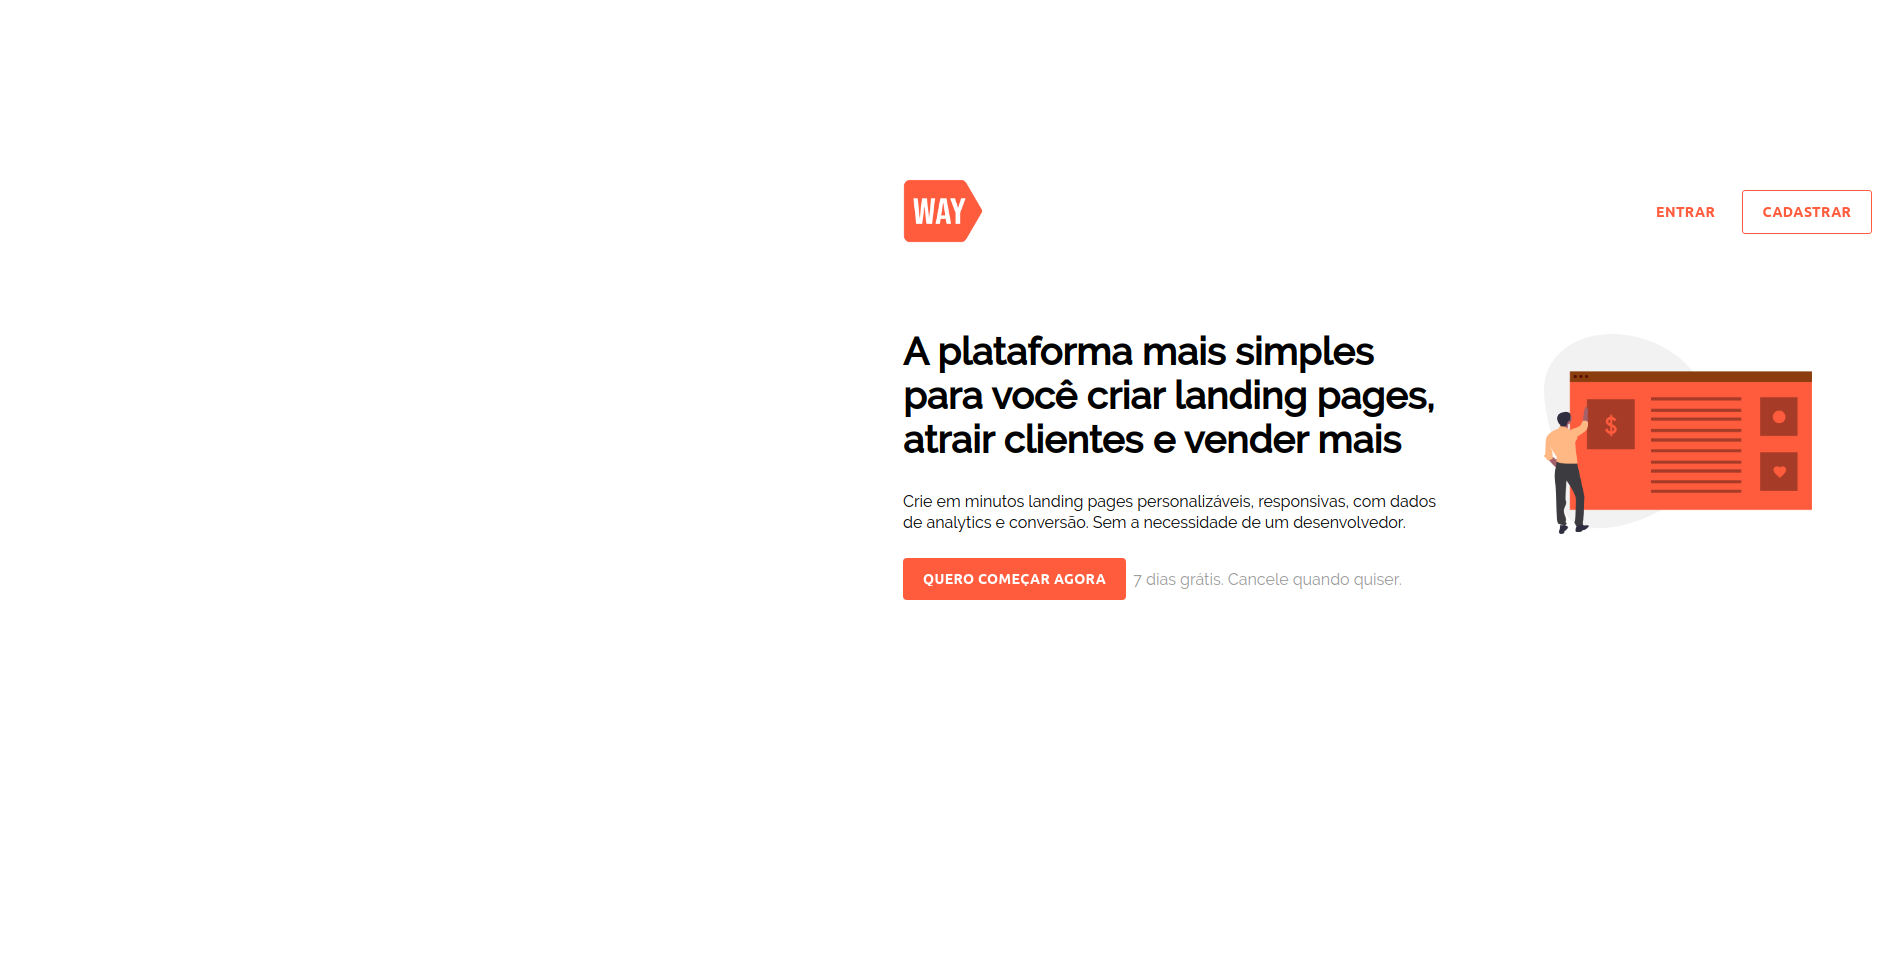 WAY
ENTRAR
CADASTRAR
A plataforma mais simples
para você criar landing pages,
atrair clientes e vender mais
$
Crie em minutos landing pages personalizáveis, responsivas, com dados
de analytics e conversão. Sem a necessidade de um desenvolvedor.
QUERO COMEÇAR AGORA
7 dias grátis. Cancele quando quiser.